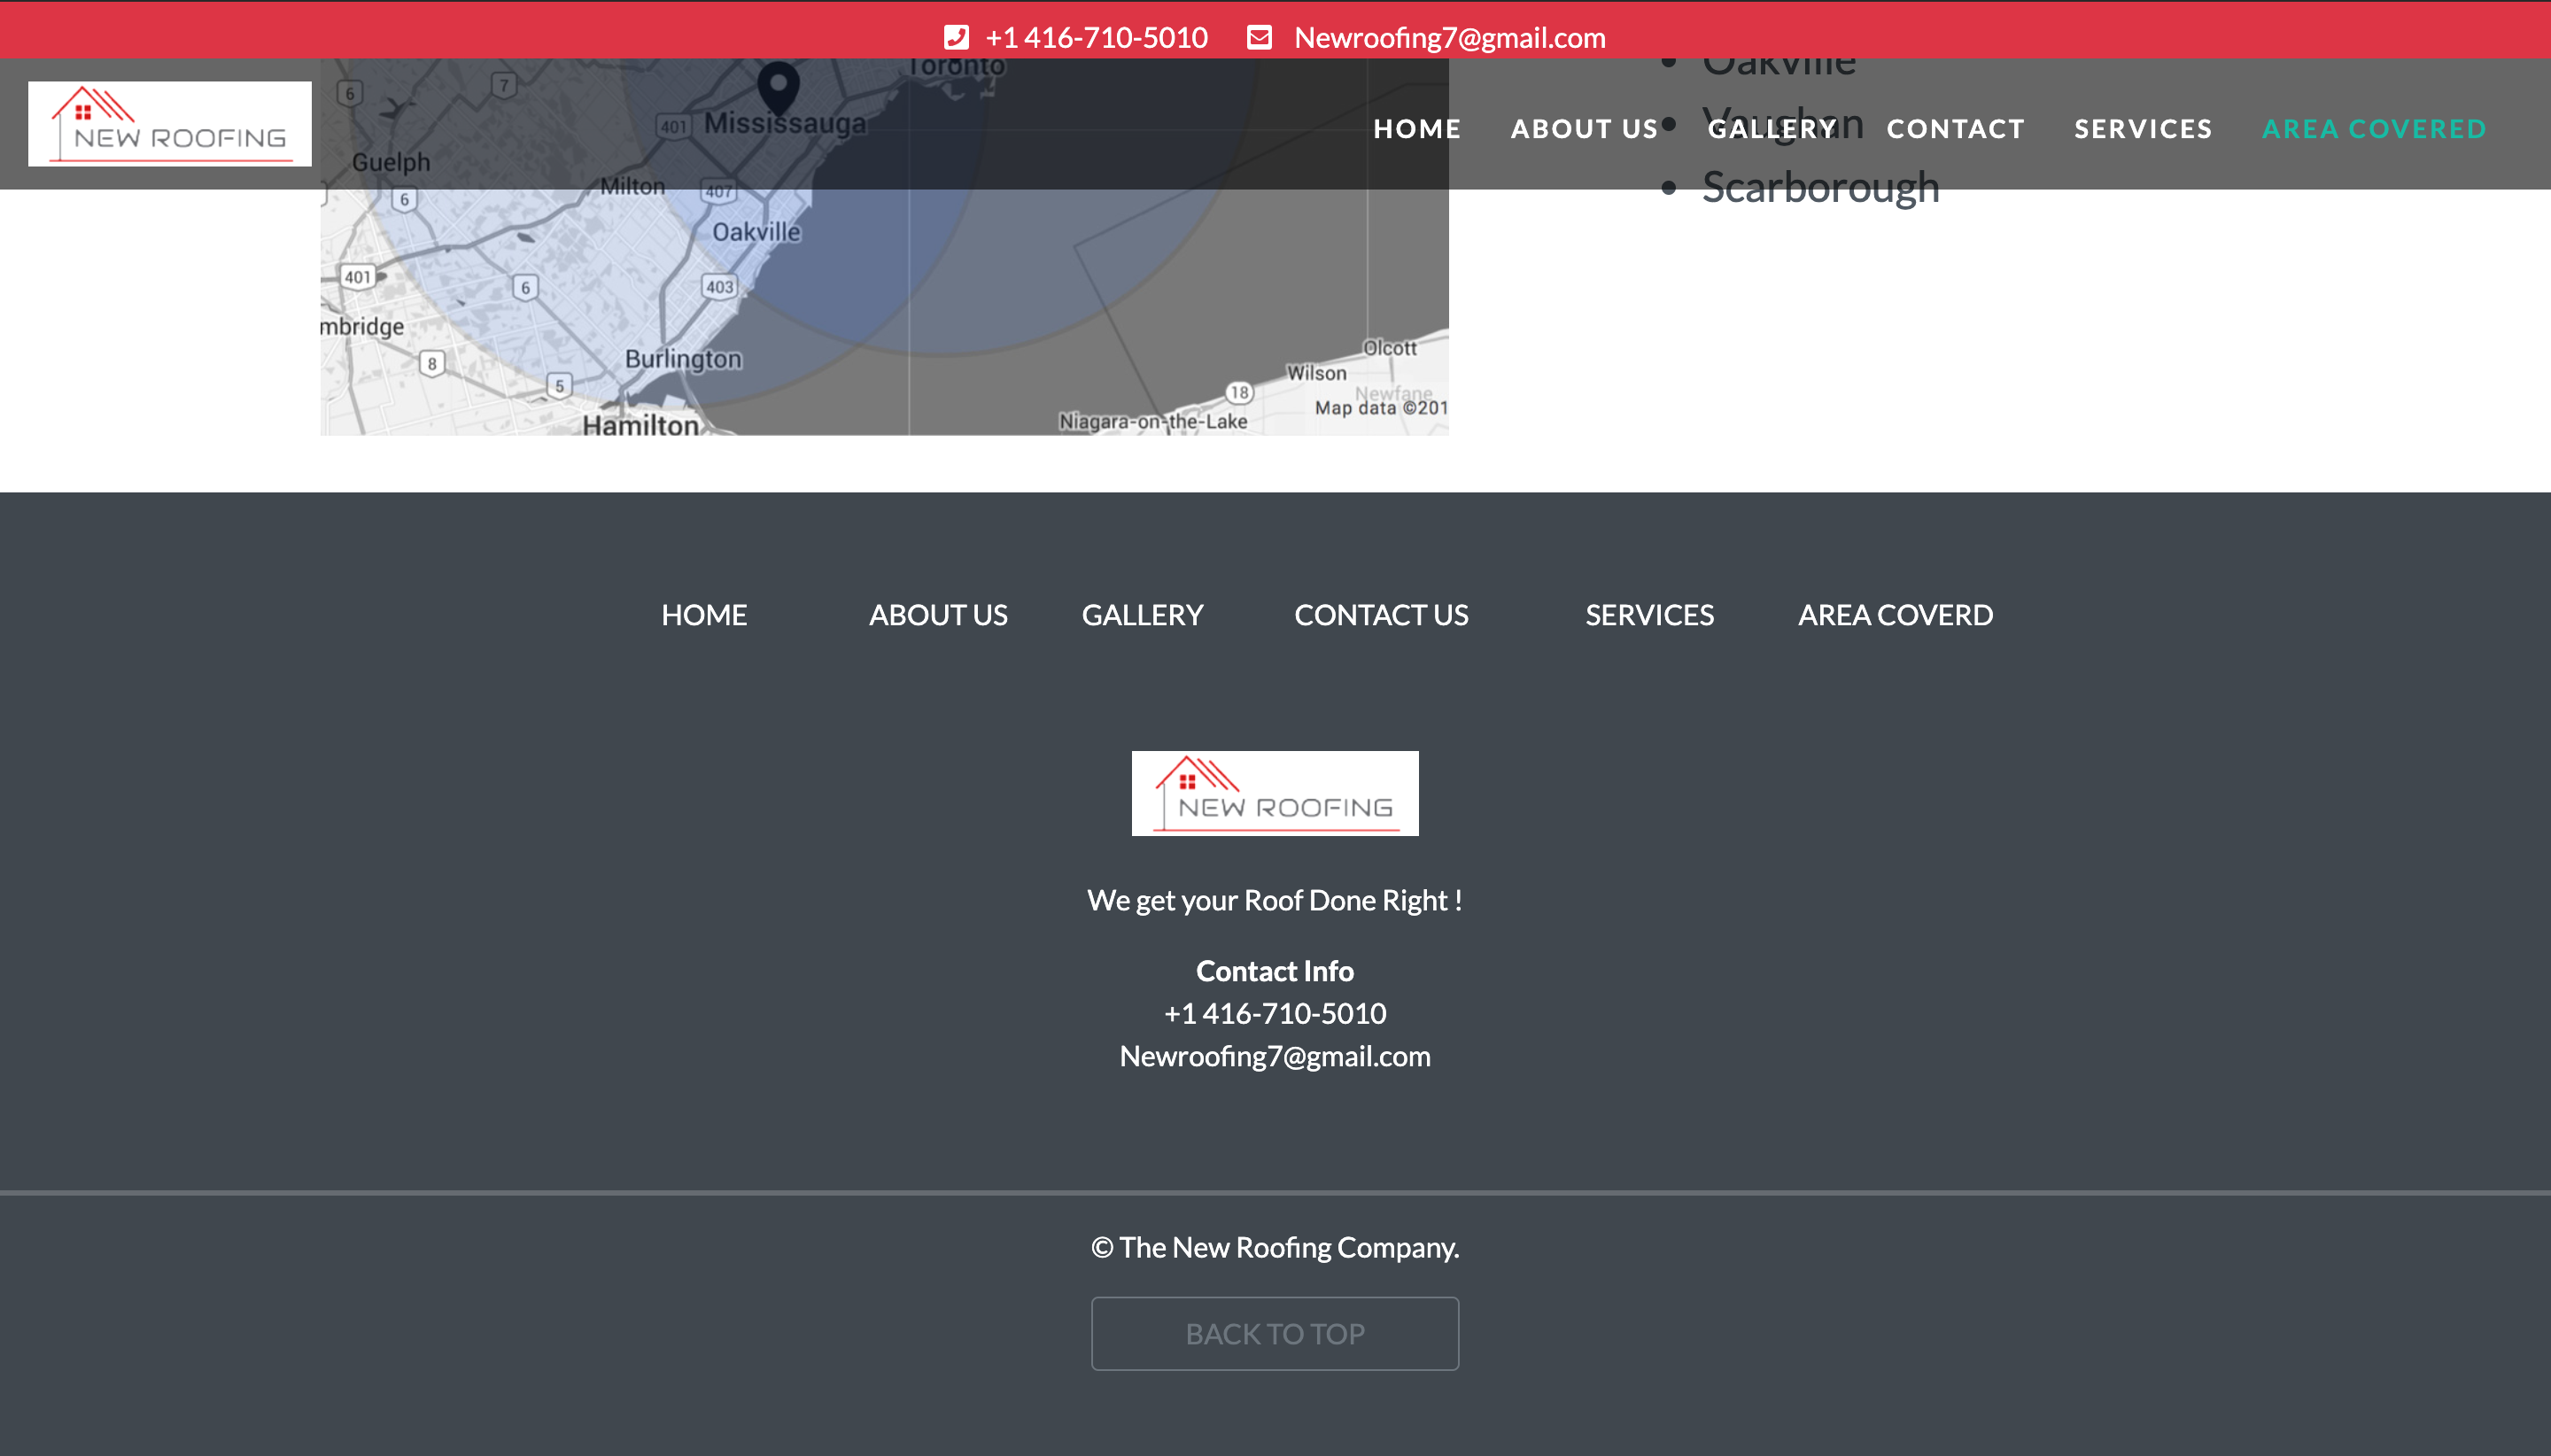 +1 416-710-5010 Newroofing7@gmail.com
NEW ROOFING
HOME ABOUT US GALLERY CONTACT SERVICES AREA COVERED
Oakville
Vaughan
Scarborough
Toronto
6 7
401 Mississauga
Guelph
Milton 407
6
Oakville
401
6 403
mbridge
Burlington
8
5
Hamilton
Olcott
Wilson
18 Newfane
Map data ©201
Niagara-on-the-Lake
HOME ABOUT US GALLERY CONTACT US SERVICES AREA COVERD
NEW ROOFING
We get your Roof Done Right !
Contact Info
+1 416-710-5010
Newroofing7@gmail.com
© The New Roofing Company.
BACK TO TOP